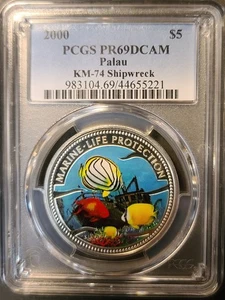 2000 $5
PCGS PR69DCAM
Palau
KM-74 Shipwreck
983104.69/44655221
MARINE-LIFE PROTECTION